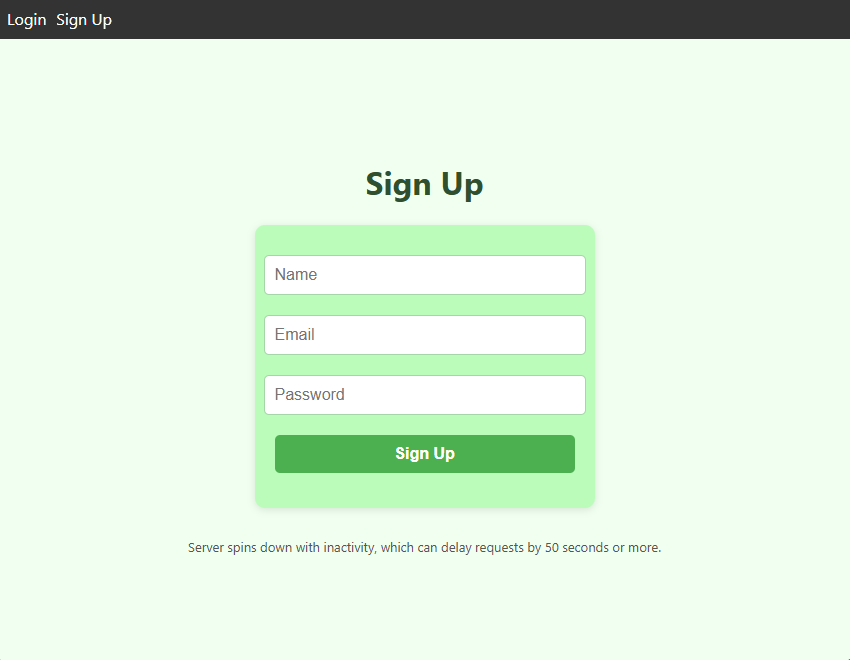 Login Sign Up
Sign Up
Name
Email
Password
Sign Up
Server spins down with inactivity, which can delay requests by 50 seconds or more.